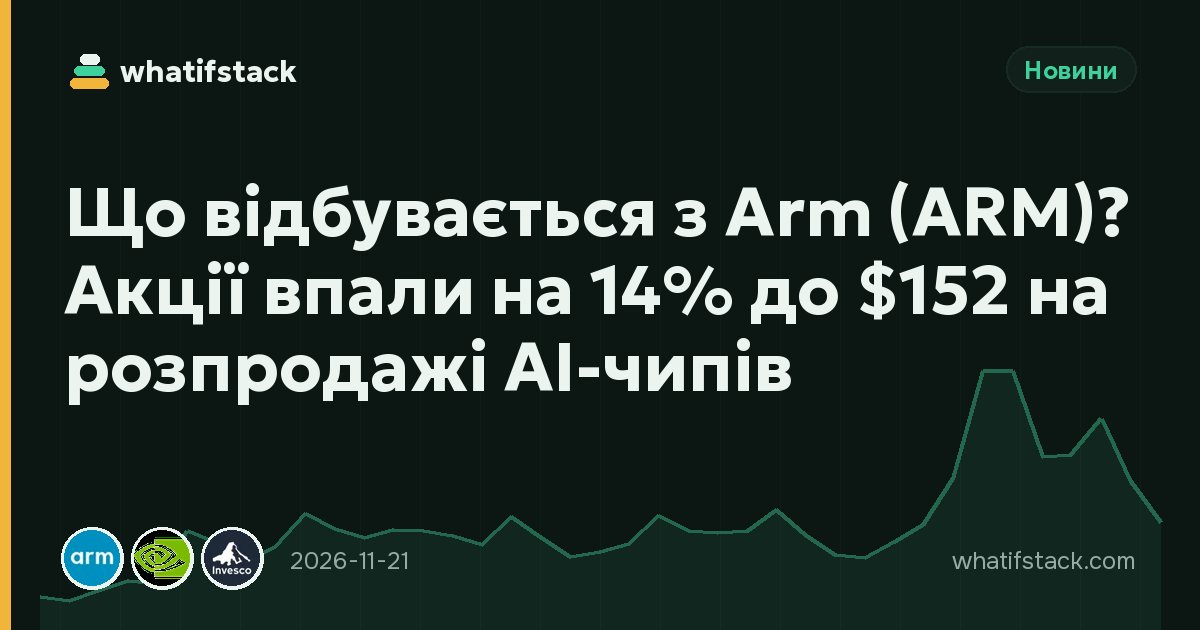 whatifstack
Новини
Що відбувається з Arm (ARM)?
Акції впали на 14% до $152 на
розпродажі AI-чипів
arm
Invesco
2026-11-21
whatifstack.com